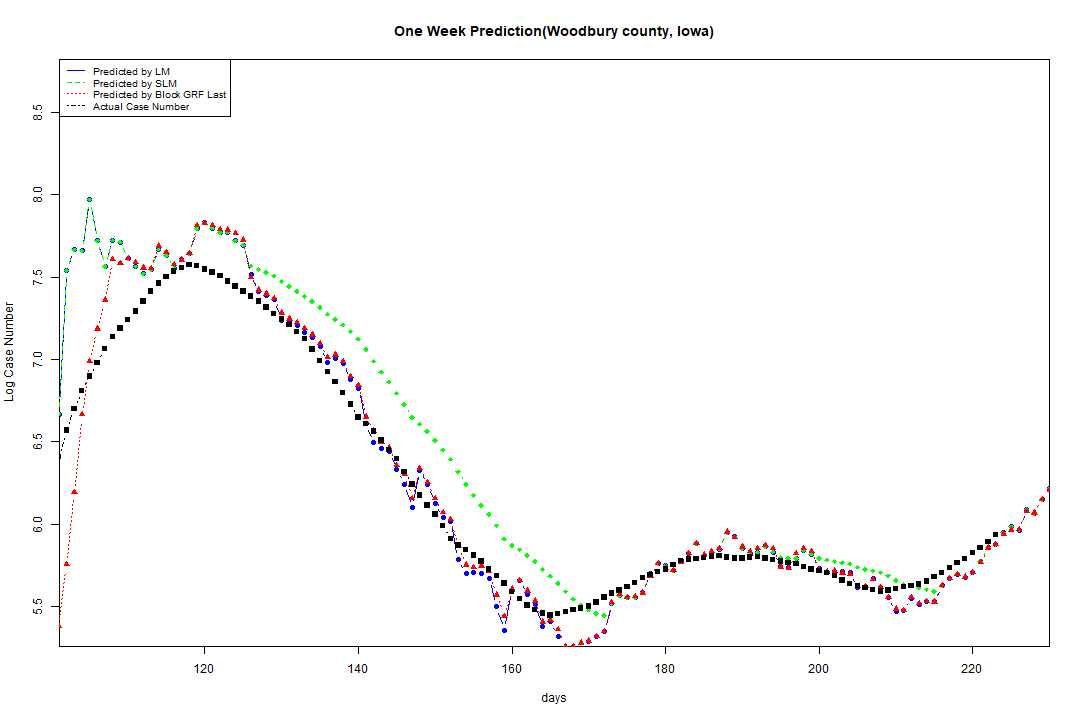 One Week Prediction(Woodbury county, Iowa)
Predicted by LM
Predicted by SLM
Predicted by Block GRF Last
Actual Case Number
8.5
8.0
7.5
7.0
6.5
6.0
5.5
Log Case Number
120 140 160 180 200 220
days